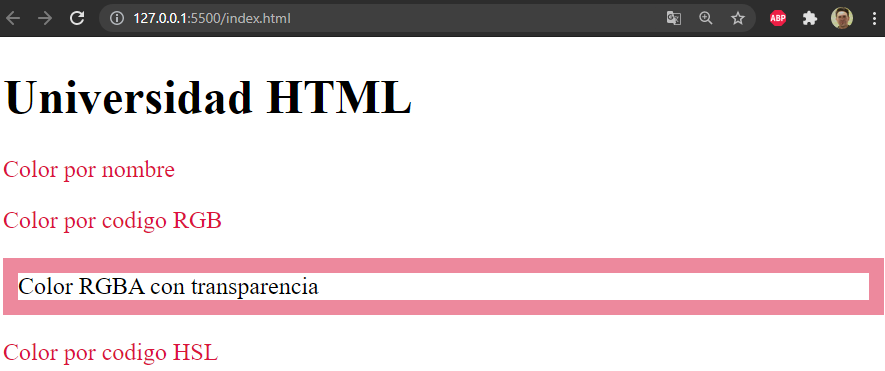 127.0.0.1:5500/index.html
ABP
Universidad HTML
Color por nombre
Color por codigo RGB
Color RGBA con transparencia
Color por codigo HSL